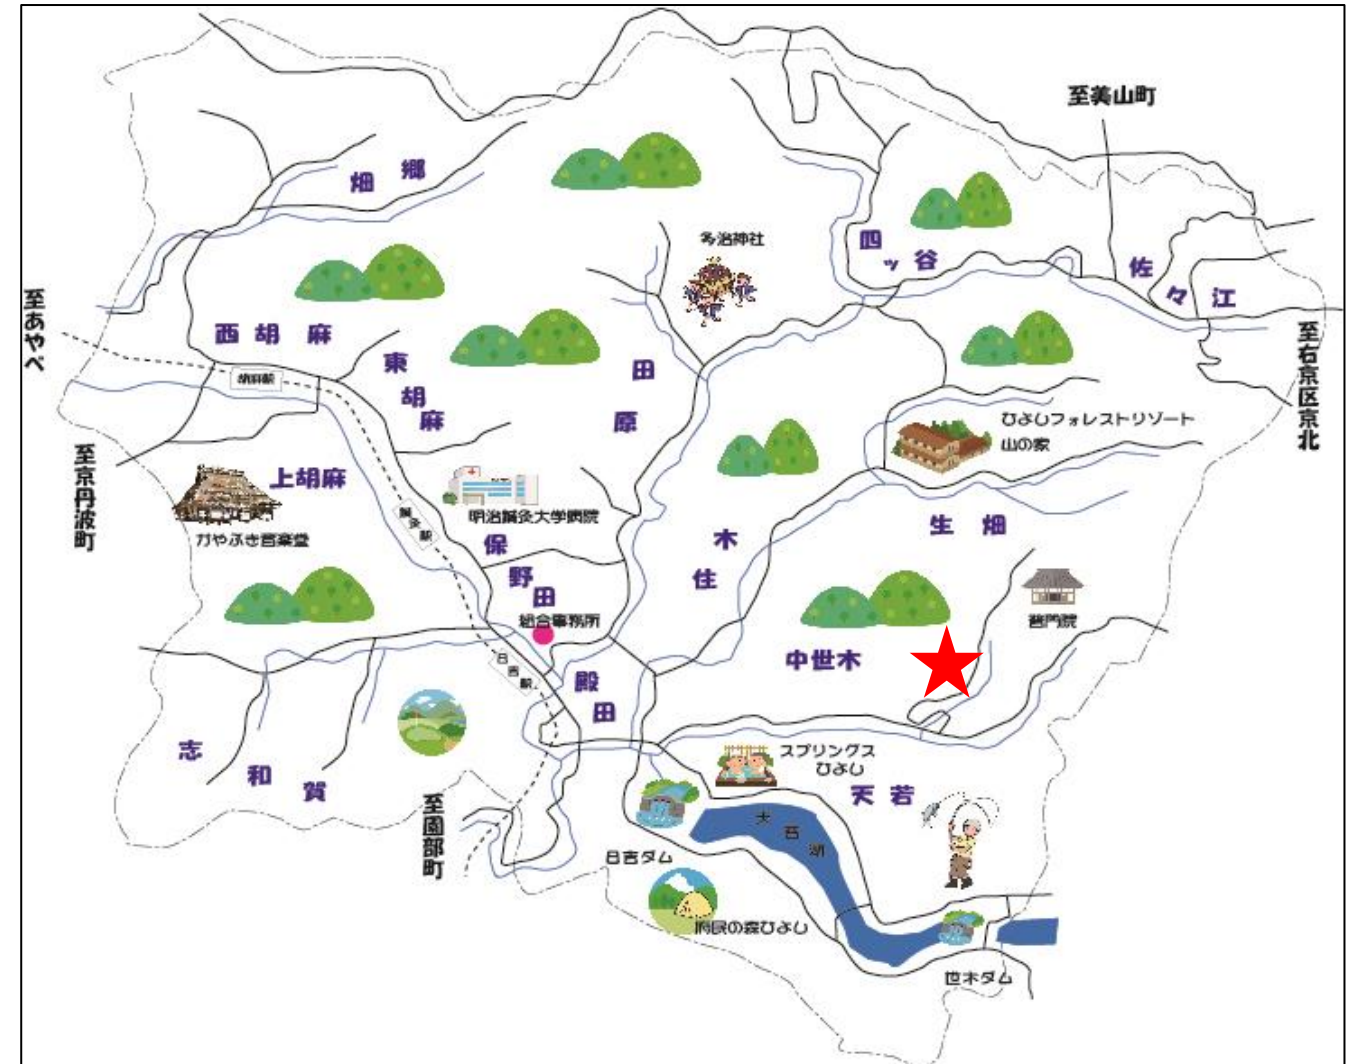 至美山町
畑郷
多治神社
四ッ谷
佐々江
至あやべ
西胡麻
胡麻駅
東胡麻
田原
至右京区京北
ひよしフォレストリゾート
山の家
至京丹波町
上胡麻
かやぶき音楽堂
鍼灸駅
明治鍼灸大学病院
保野田
組合事務所
木住
生畑
普門院
中世木
日吉駅
殿田
志和賀
スプリングス
ひよし
天若
天若湖
至園部町
日吉ダム
府民の森ひよし
世木ダム